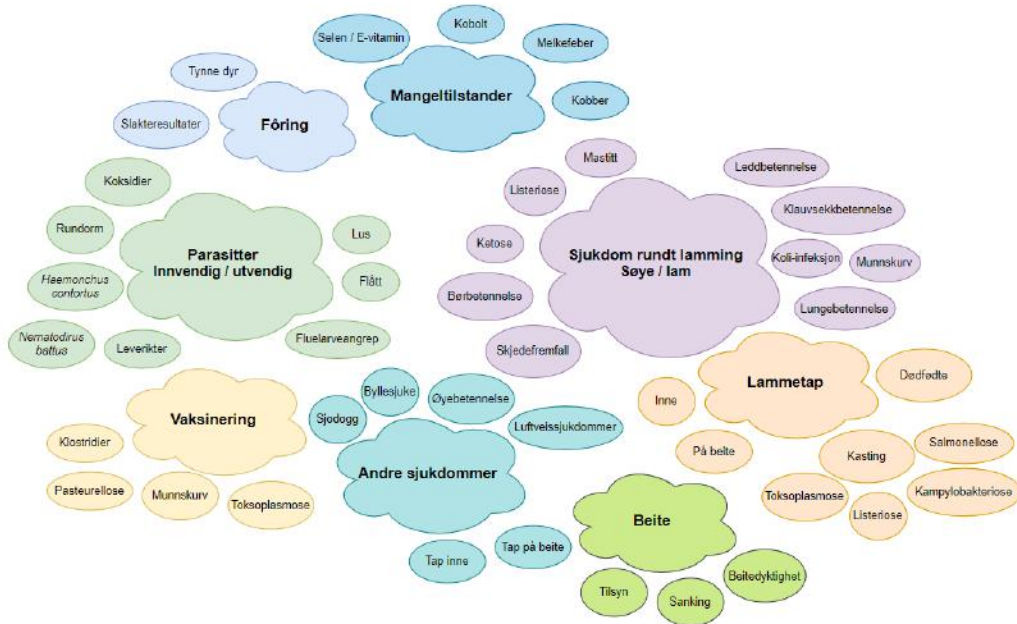 Selen / E-vitamin
Kobolt
Melkefeber
Mangeltilstander
Kobber
Tynne dyr
Slakteresultater
Fôring
Koksidier
Rundorm
Haemonchus
contortus
Nematodirus
battus
Leverikter
Parasitter
Innvendig / utvendig
Lus
Flått
Fluelarveangrep
Mastitt
Listeriose
Ketose
Børbetennelse
Skjedefremfall
Sjukdom rundt lamming
Søye / lam
Leddbetennelse
Klauvsekkbetennelse
Koli-infeksjon
Munnskurv
Lungebetennelse
Vaksinering
Klostridier
Pasteurellose
Munnskurv
Toksoplasmose
Sjodogg
Byllesjuke
Øyebetennelse
Luftveissjukdommer
Andre sjukdommer
Tap inne
Tap på beite
Lammetap
Inne
På beite
Dødfødte
Kasting
Salmonellose
Kampylobakteriose
Toksoplasmose
Listeriose
Beite
Tilsyn
Sanking
Beitedyktighet